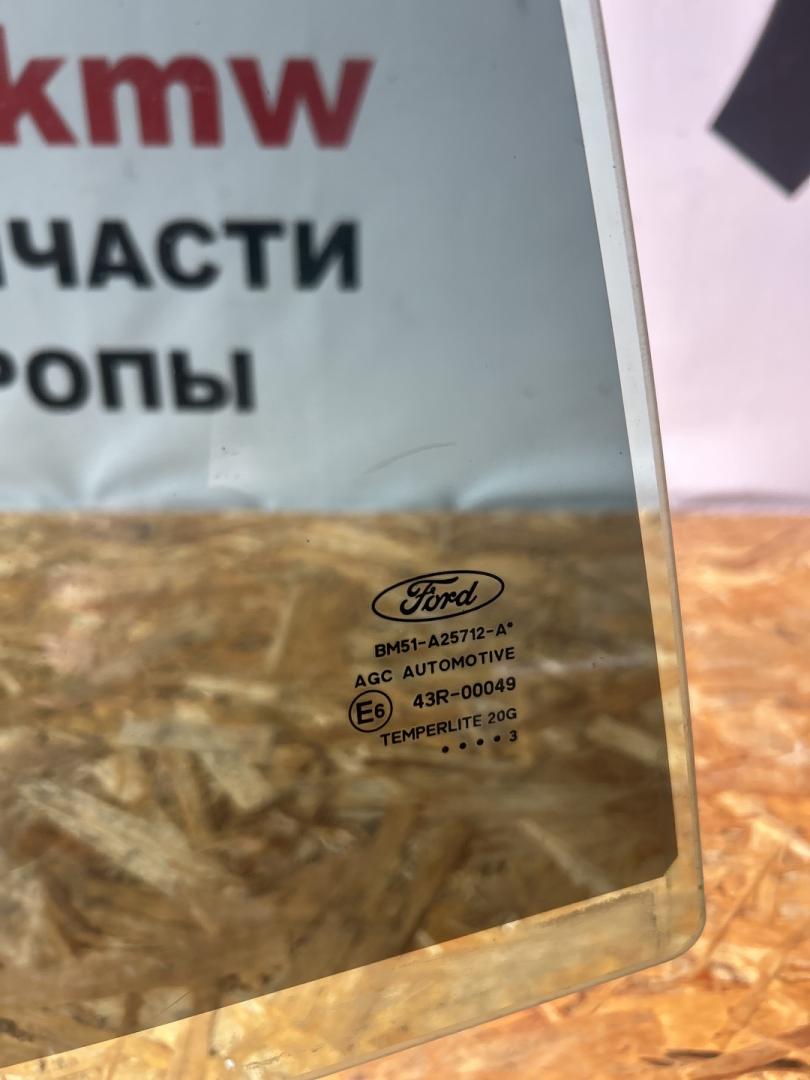 kmw
ЧАСТИ
РОПЫ
Ford
BM51-A25712-A*
AGC AUTOMOTIVE
E6 43R-00049
TEMPERLITE 20G
• • • • 3